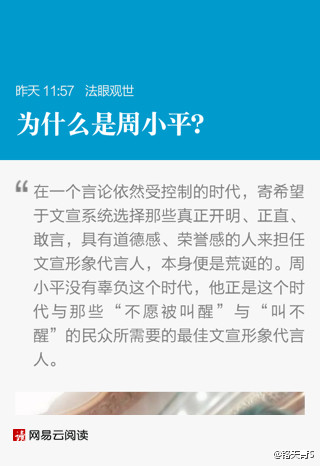 昨天 11:57 法眼观世
为什么是周小平？
“在一个言论依然受控制的时代，寄希望
于文宣系统选择那些真正开明、正直、
敢言，具有道德感、荣誉感的人来担任
文宣形象代言人，本身便是荒诞的。周
小平没有辜负这个时代，他正是这个时
代与那些“不愿被叫醒”与“叫不
醒”的民众所需要的最佳文宣形象代言
人。
网易云阅读